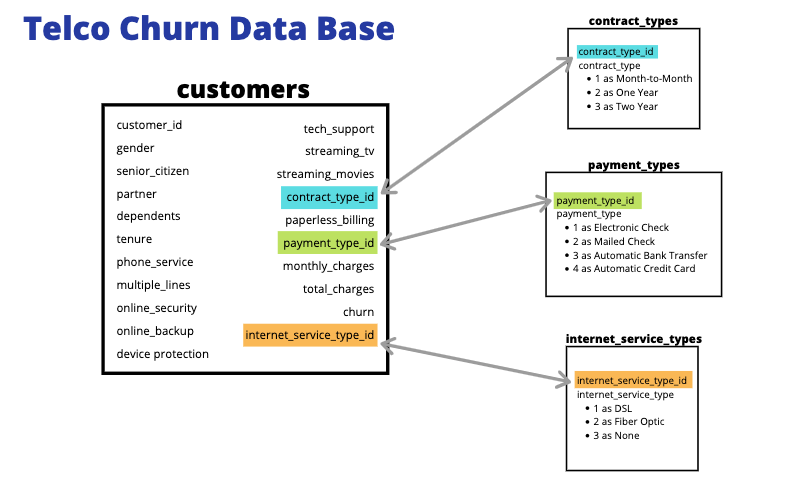 Telco Churn Data Base
customers
customer_id
gender
senior_citizen
partner
dependents
tenure
phone_service
multiple_lines
online_security
online_backup
device protection
tech_support
streaming_tv
streaming_movies
contract_type_id
paperless_billing
payment_type_id
monthly_charges
total_charges
churn
internet_service_type_id
contract_types
contract_type_id
contract_type
• 1 as Month-to-Month
• 2 as One Year
• 3 as Two Year
payment_types
payment_type_id
payment_type
• 1 as Electronic Check
• 2 as Mailed Check
• 3 as Automatic Bank Transfer
• 4 as Automatic Credit Card
internet_service_types
internet_service_type_id
internet_service_type
• 1 as DSL
• 2 as Fiber Optic
• 3 as None